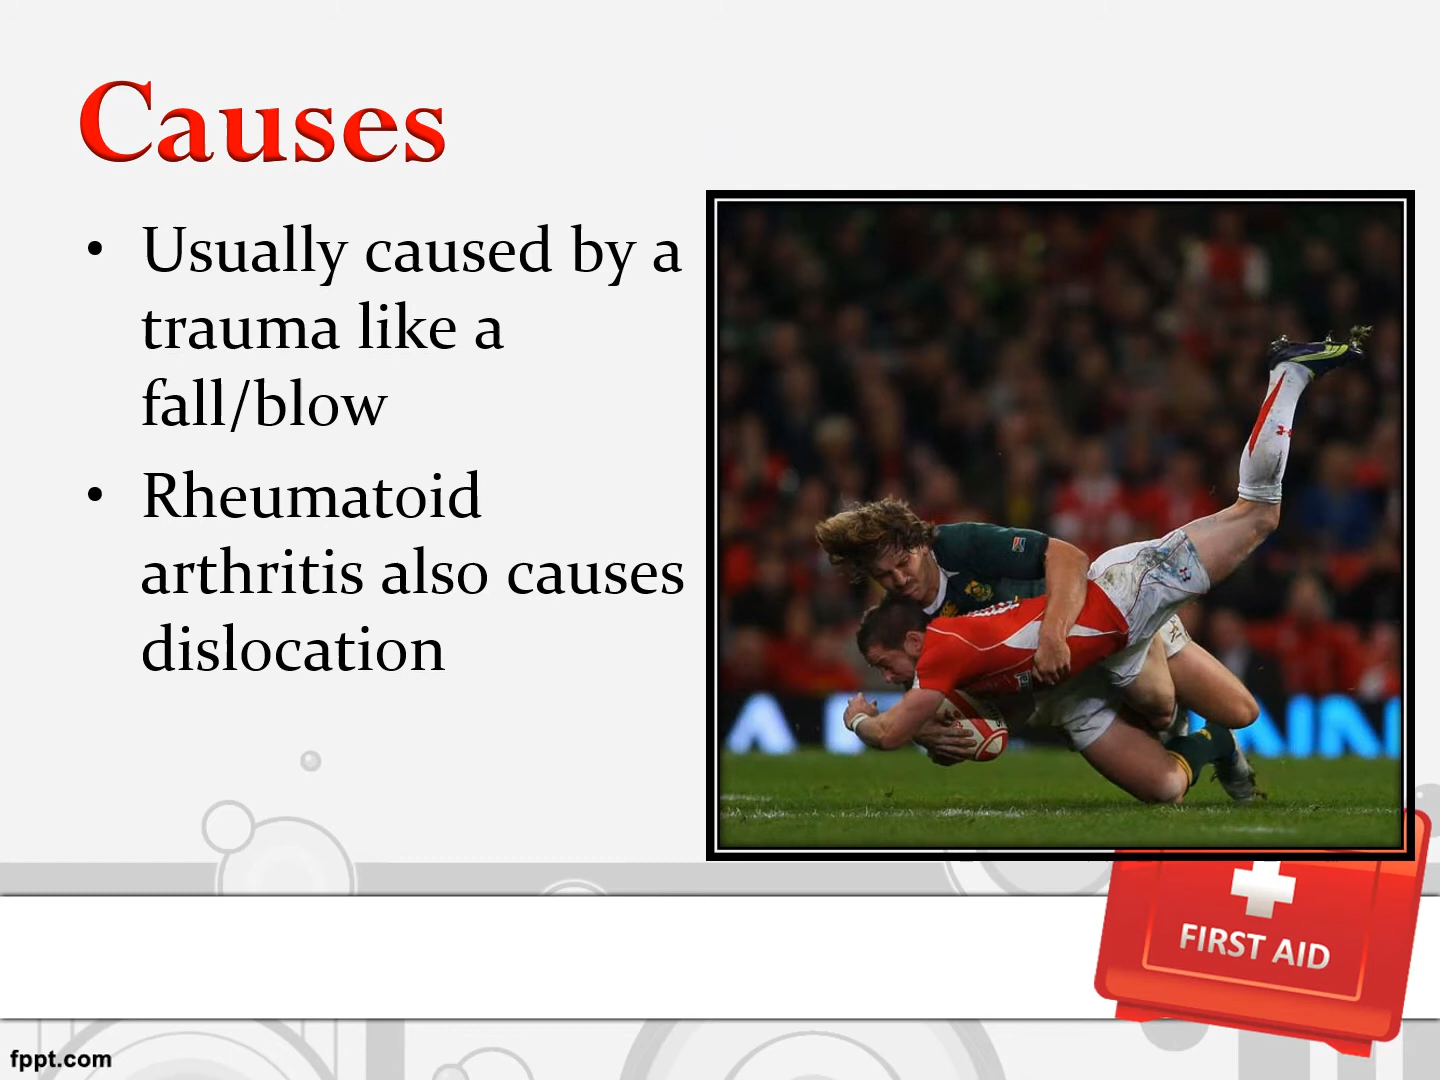 Causes
• Usually caused by a
trauma like a
fall/blow
• Rheumatoid
arthritis also causes
dislocation
FIRST AID
fppt.com